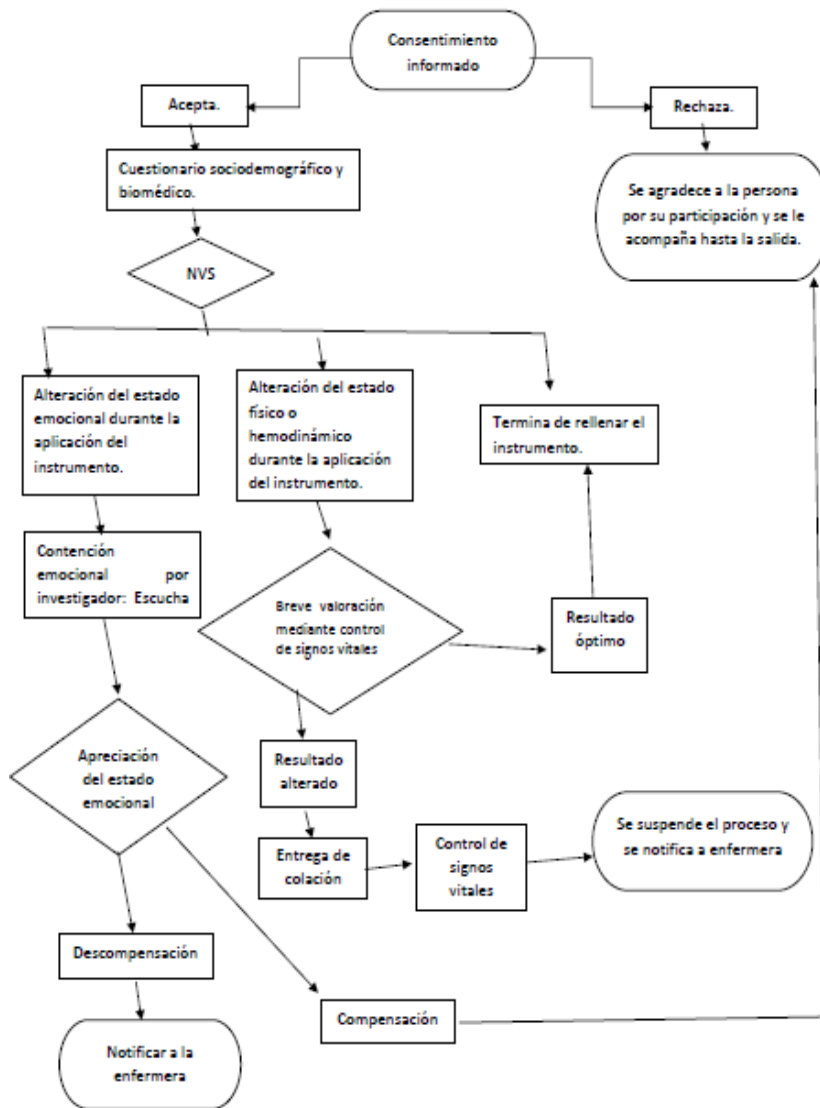 Consentimiento
informado
Acepta.
Rechaza.
Cuestionario sociodemográfico y
biomédico.
Se agradece a la persona
por su participación y se le
acompaña hasta la salida.
NVS
Alteración del estado
emocional durante la
aplicación del
instrumento.
Alteración del estado
físico o
hemodinámico
durante la aplicación
del instrumento.
Termina de rellenar el
instrumento.
Contención
emocional por
investigador: Escucha
Breve valoración
mediante control
de signos vitales
Resultado
óptimo
Apreciación
del estado
emocional
Resultado
alterado
Entrega de
colación
Control de
signos
vitales
Se suspende el proceso y
se notifica a enfermera
Descompensación
Compensación
Notificar a la
enfermera